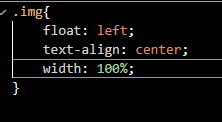 .img{
float: left;
text-align: center;
width: 100%;
}